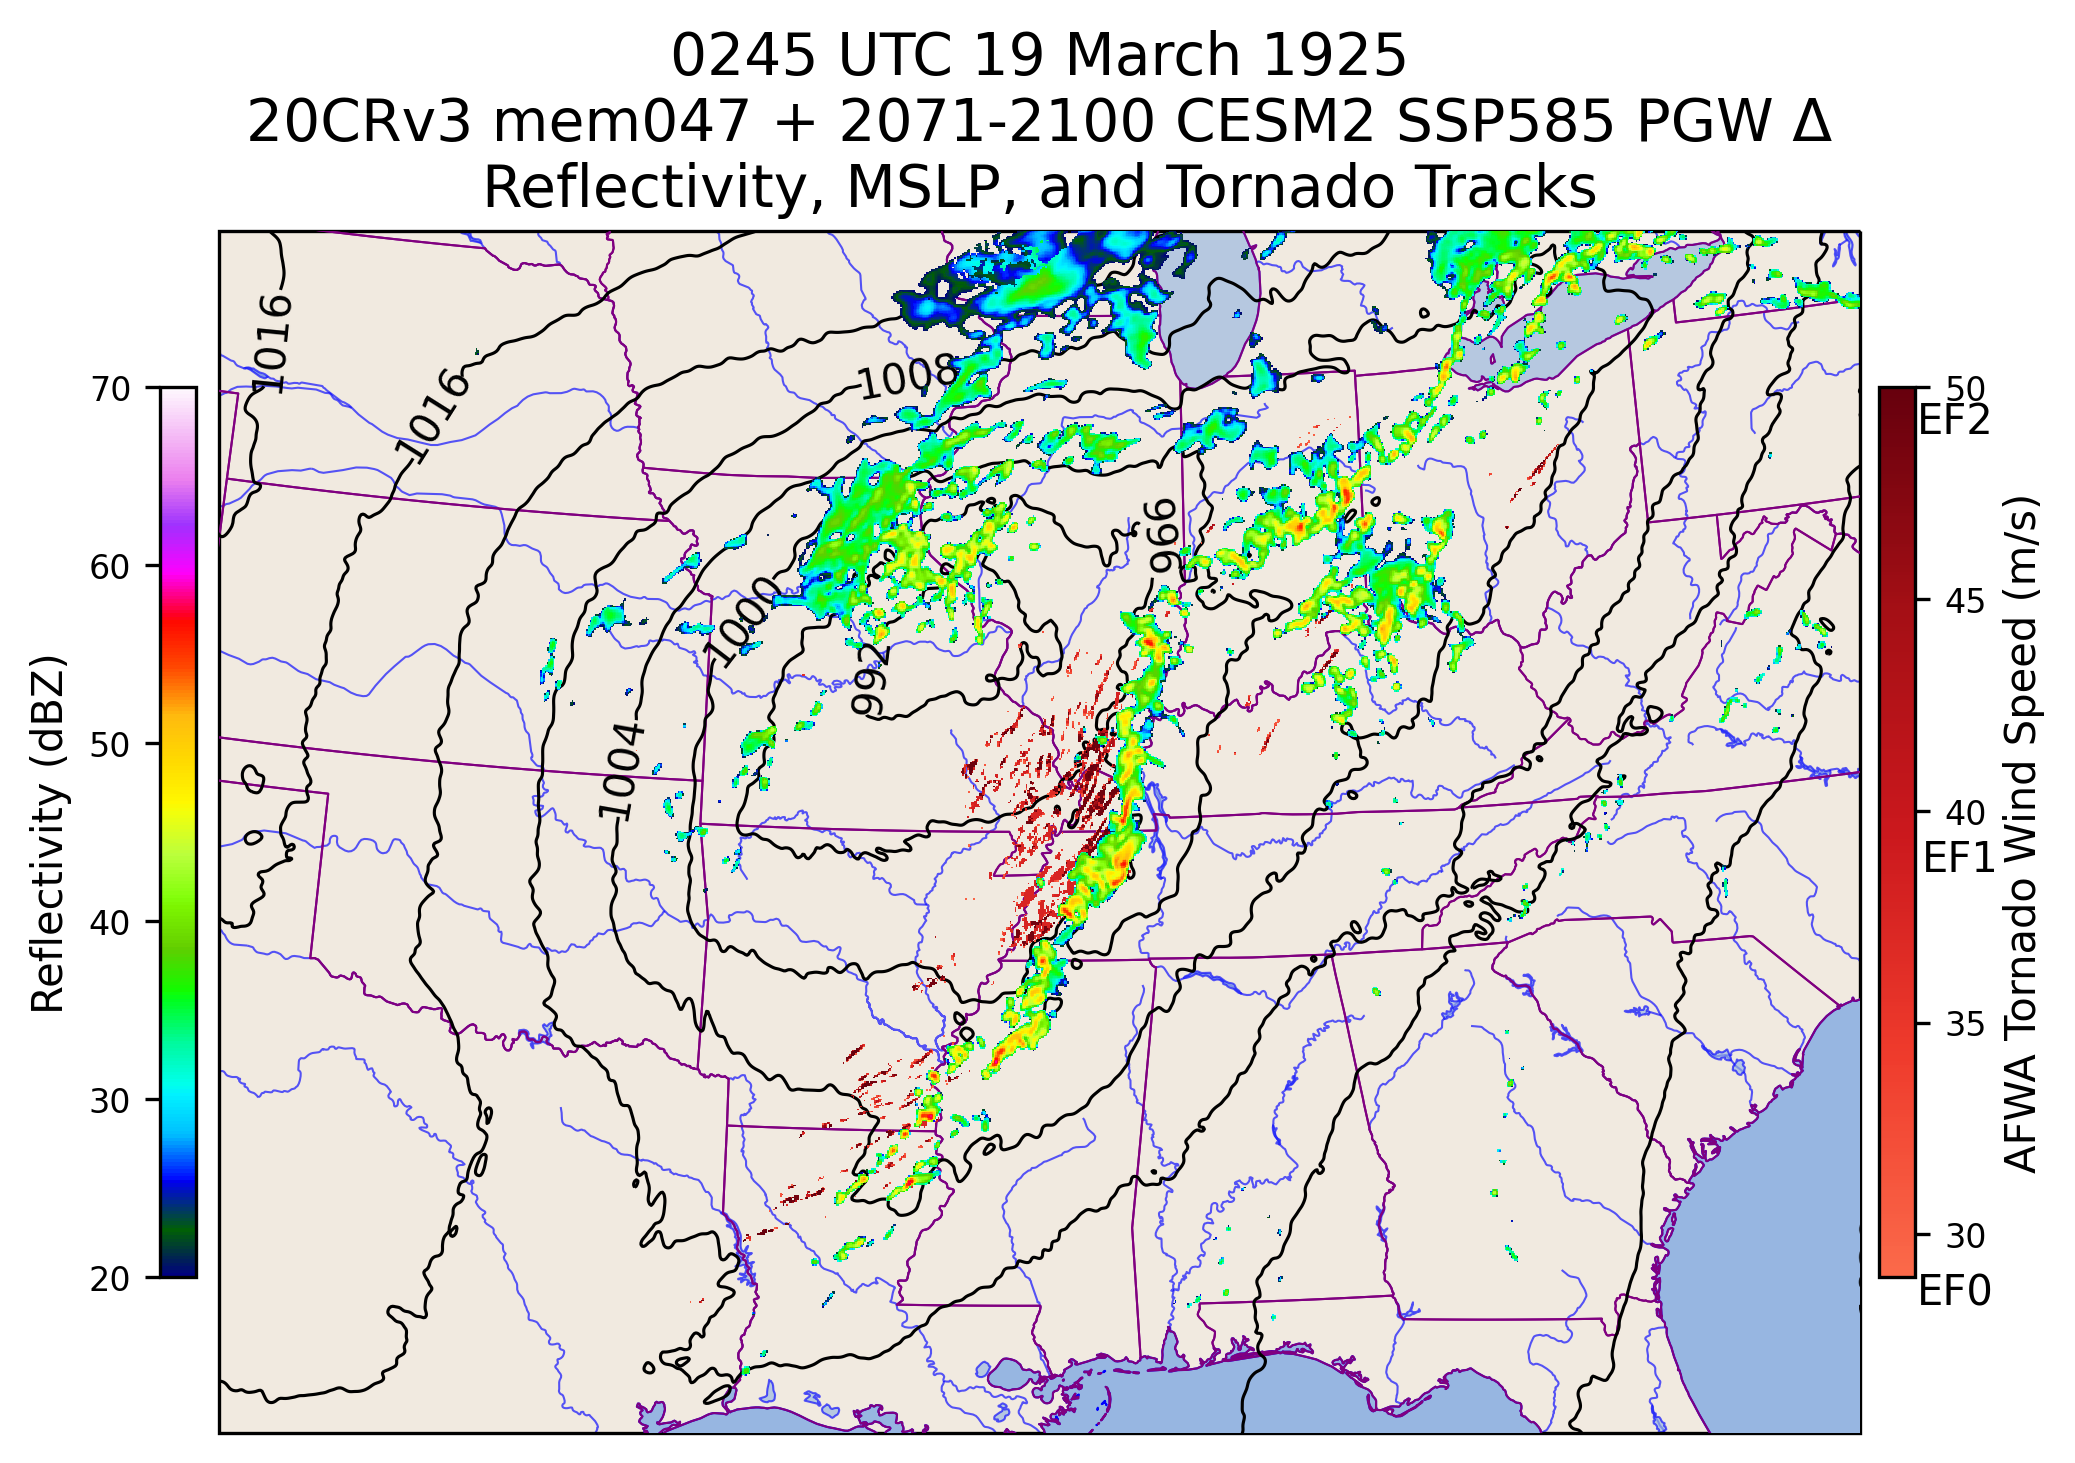 0245 UTC 19 March 1925
20CRv3 mem047 + 2071-2100 CESM2 SSP585 PGW Δ
Reflectivity, MSLP, and Tornado Tracks
70
60
50
40
30
20
Reflectivity (dBZ)
1016
1016
1008
996
1000
992
1004
50
EF2
45
40
EF1
35
30
EF0
AFWA Tornado Wind Speed (m/s)